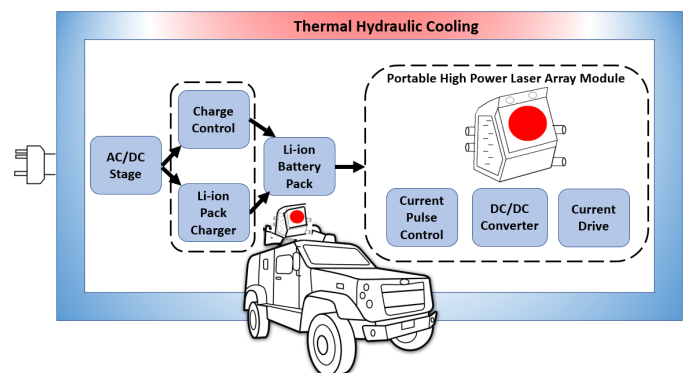 Thermal Hydraulic Cooling
Portable High Power Laser Array Module
Charge
Control
AC/DC
Stage
Li-ion
Battery
Pack
Li-ion
Pack
Charger
Current
Pulse
Control
DC/DC
Converter
Current
Drive